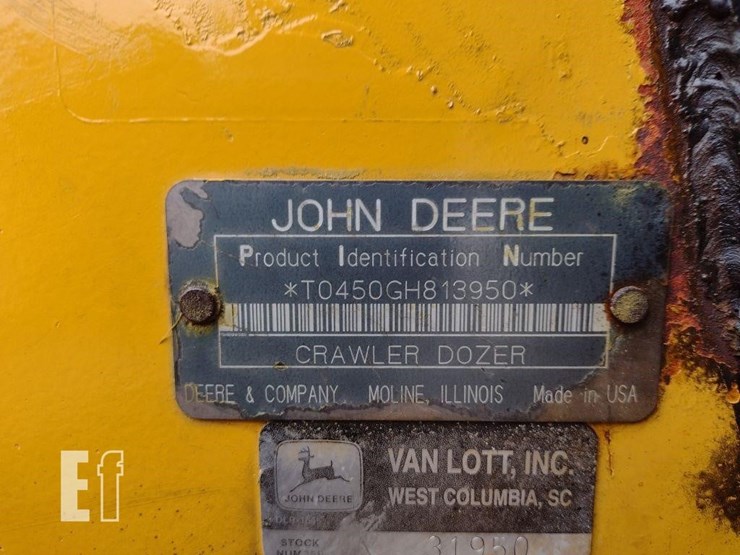 JOHN DEERE
Product Identification Number
*T0450GH813950*
CRAWLER DOZER
DEERE & COMPANY MOLINE, ILLINOIS Made in USA
JOHN DEERE
VAN LOTT, INC.
WEST COLUMBIA, SC
STOCK
31950
Ef